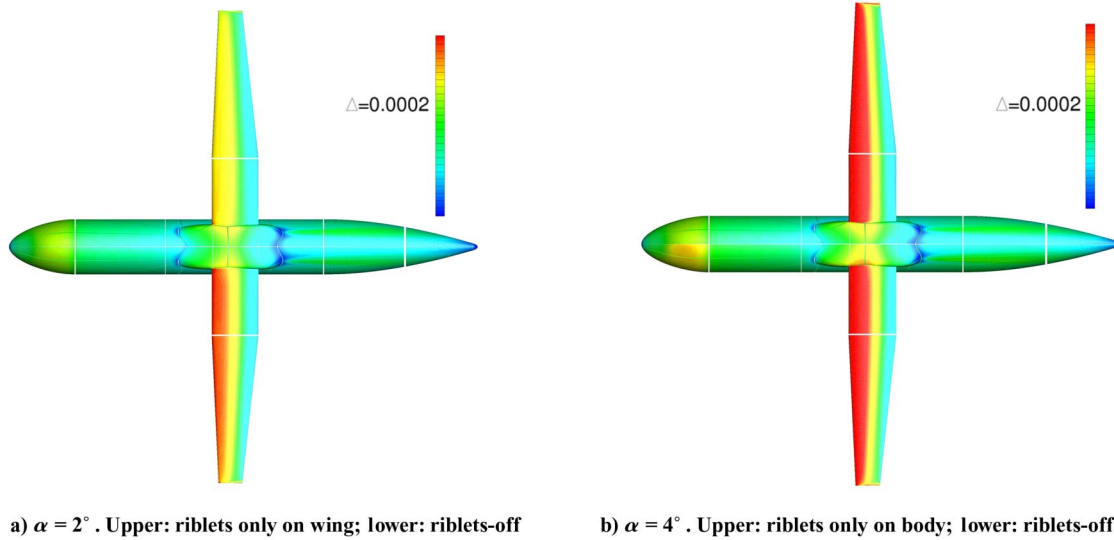 Δ=0.0002
Δ=0.0002
a) α = 2° . Upper: riblets only on wing; lower: riblets-off
b) α = 4° . Upper: riblets only on body; lower: riblets-off